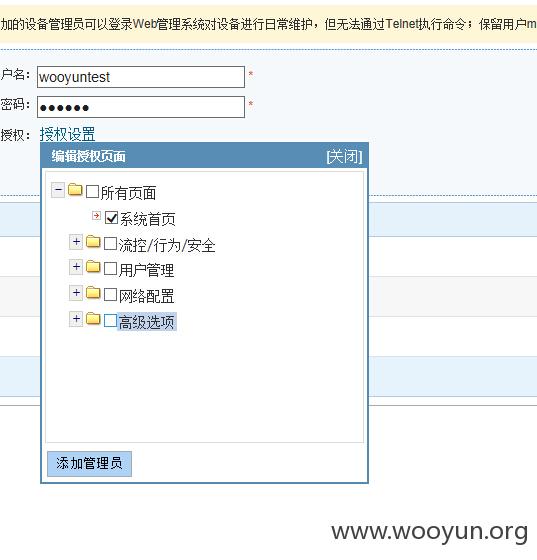 加的设备管理员可以登录Web管理系统对设备进行日常维护，但无法通过Telnet执行命令；保留用户m
户名： wooyuntest *
密码： ●●●●●● *
授权： 授权设置
编辑授权页面 [关闭]
所有页面
系统首页
流控/行为/安全
用户管理
网络配置
高级选项
添加管理员
www.wooyun.org